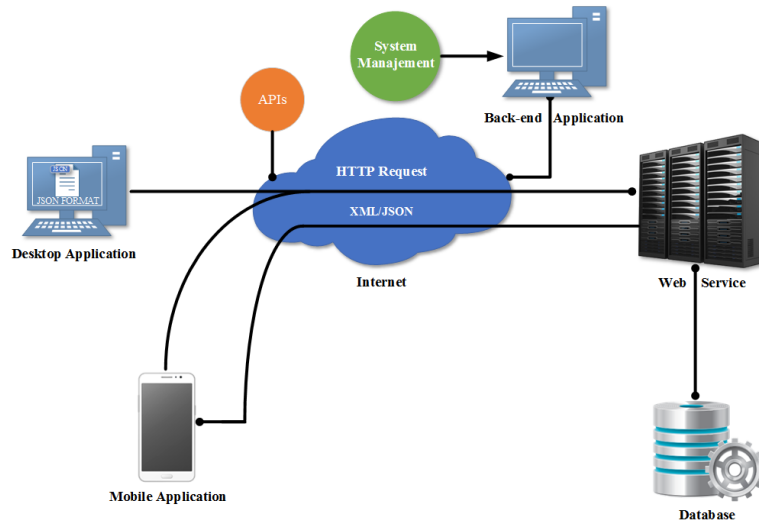 System
Manajement
APIs
Back-end Application
HTTP Request
JSON
JSON FORMAT
XML/JSON
Desktop Application
Internet
Web Service
Mobile Application
Database